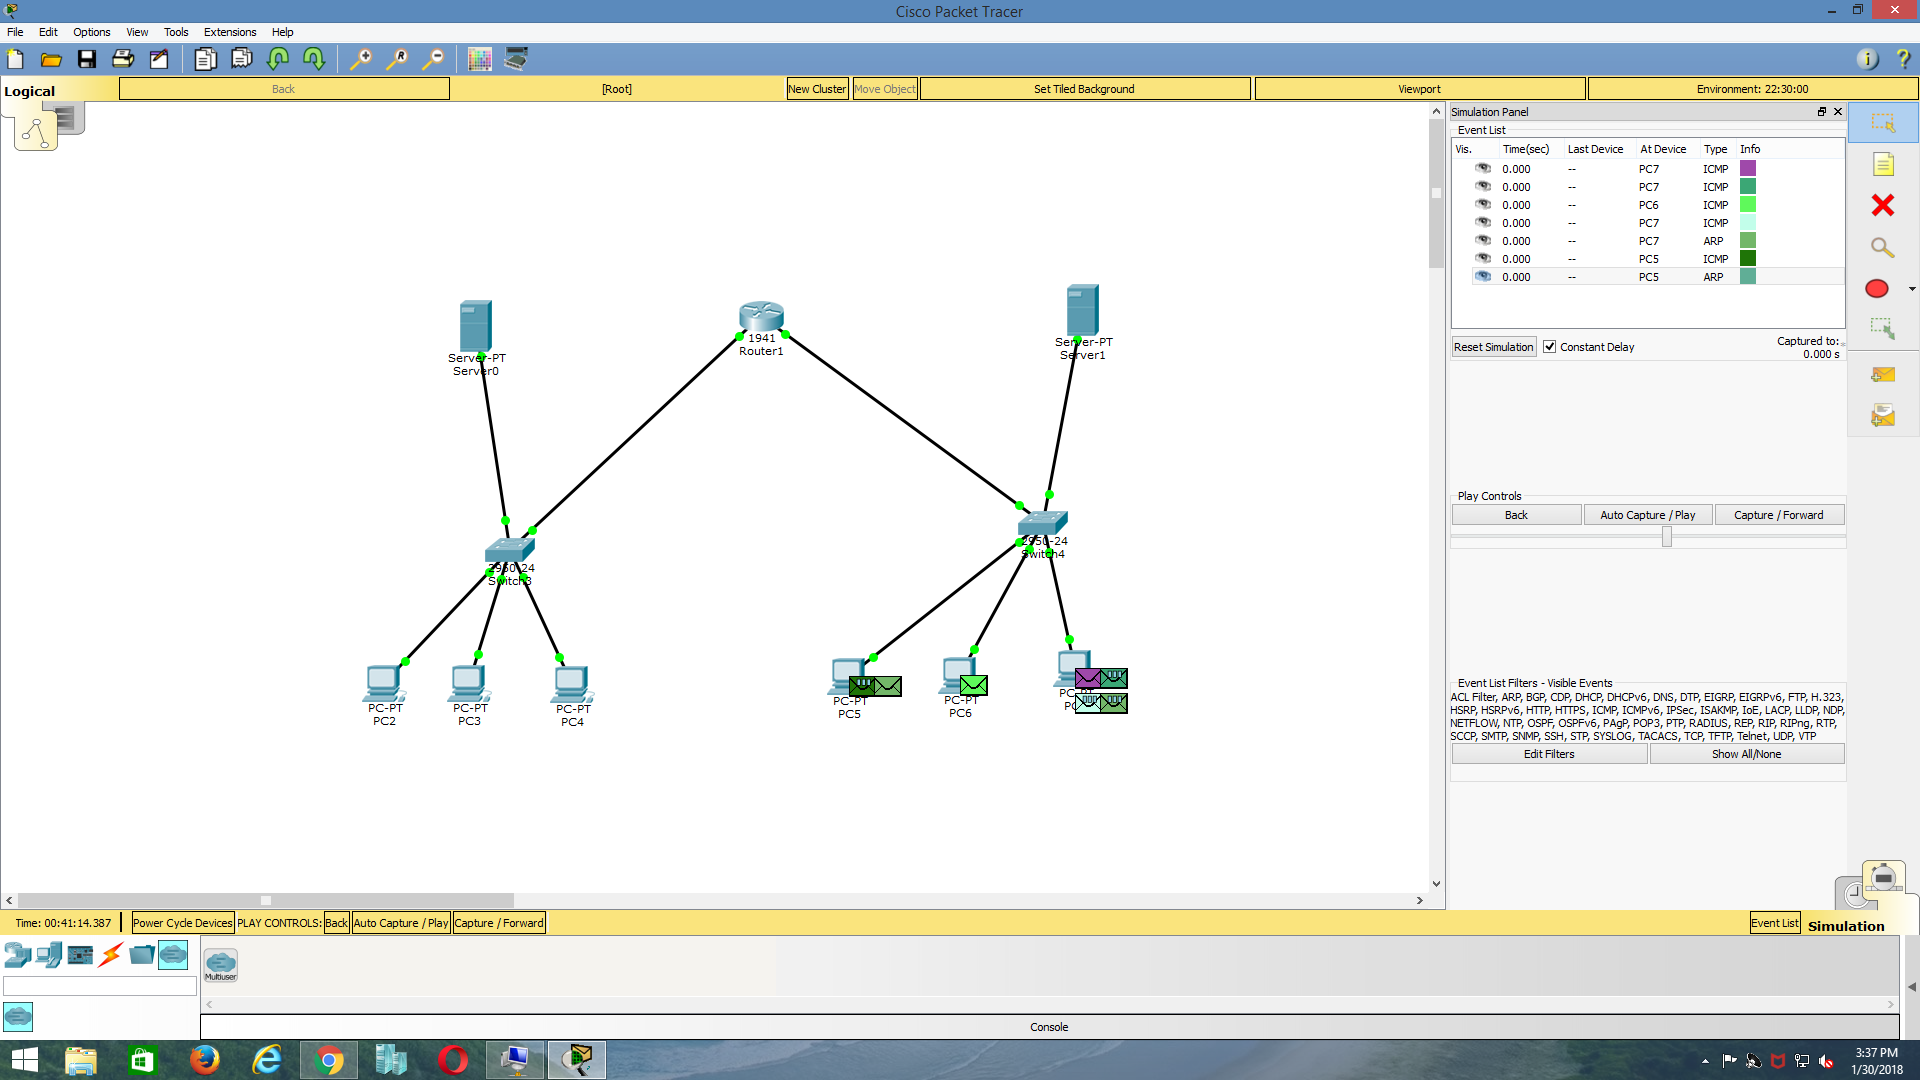 Cisco Packet Tracer
File Edit Options View Tools Extensions Help
Logical
Back
[Root]
New Cluster
Move Object
Set Tiled Background
Viewport
Environment: 22:30:00
Simulation Panel
Event List
Vis. Time(sec) Last Device At Device Type Info
0.000 -- PC7 ICMP
0.000 -- PC7 ICMP
0.000 -- PC6 ICMP
0.000 -- PC7 ICMP
0.000 -- PC7 ARP
0.000 -- PC5 ICMP
0.000 -- PC5 ARP
Reset Simulation
Constant Delay
Captured to:
0.000 s
Server-PT
Server0
1941
Router1
Server-PT
Server1
2950-24
Switch3
2950-24
Switch4
PC-PT
PC2
PC-PT
PC3
PC-PT
PC4
PC-PT
PC5
PC-PT
PC6
PC-PT
Play Controls
Back
Auto Capture / Play
Capture / Forward
Event List Filters - Visible Events
ACL Filter, ARP, BGP, CDP, DHCP, DHCPv6, DNS, DTP, EIGRP, EIGRPv6, FTP, H.323,
HSRP, HSRPv6, HTTP, HTTPS, ICMP, ICMPv6, IPSec, ISAKMP, IoE, LACP, LLDP, NDP,
NETFLOW, NTP, OSPF, OSPFv6, PAgP, POP3, PTP, RADIUS, REP, RIP, RIPng, RTP,
SCCP, SMTP, SNMP, SSH, STP, SYSLOG, TACACS, TCP, TFTP, Telnet, UDP, VTP
Edit Filters
Show All/None
Time: 00:41:14.387
Power Cycle Devices
PLAY CONTROLS:
Back
Auto Capture / Play
Capture / Forward
Event List
Simulation
Multiuser
Console
3:37 PM
1/30/2018